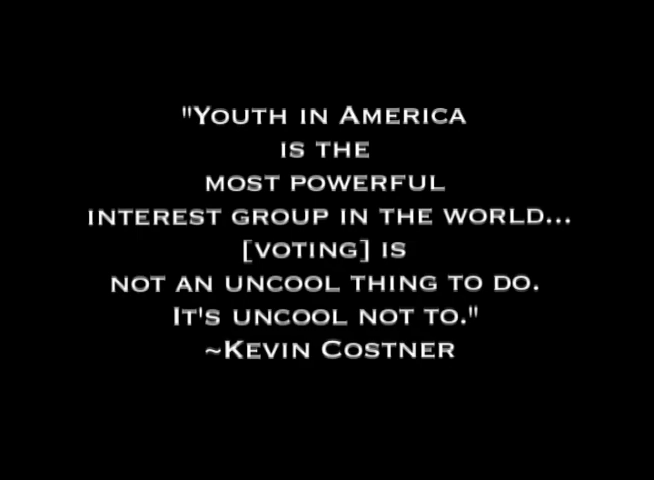 "Youth in America
is the
most powerful
interest group in the world...
[voting] is
not an uncool thing to do.
It's uncool not to."
~Kevin Costner